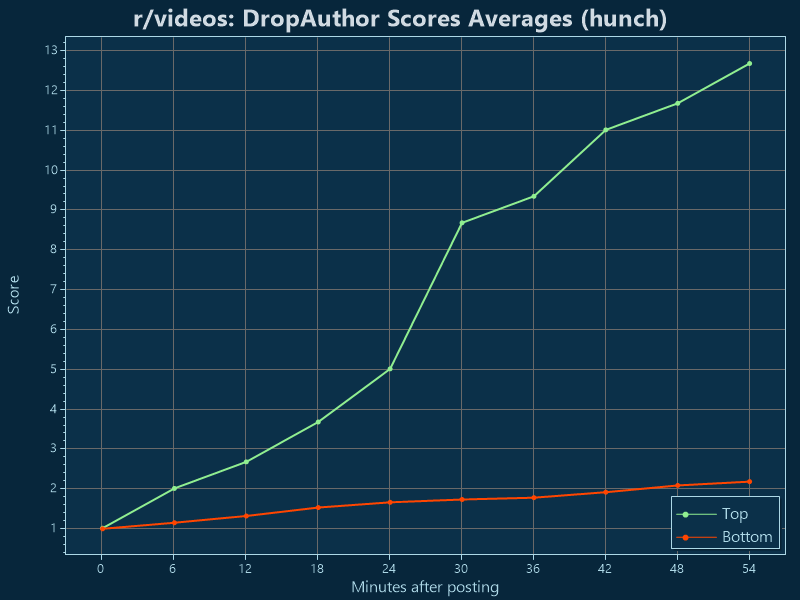 r/videos: DropAuthor Scores Averages (hunch)
13
12
11
10
9
8
7
6
5
4
3
2
1
Score
0 6 12 18 24 30 36 42 48 54
Minutes after posting
Top
Bottom